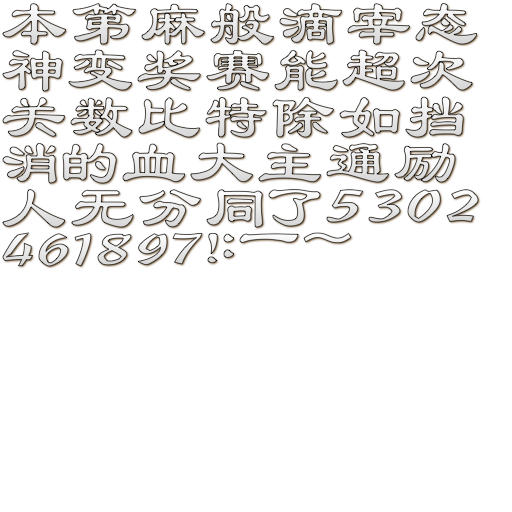 本第麻般滴宰态
神变奖赛能超次
关数比特除如挡
消的血大主通励
人无分同了5302
461897!:一~